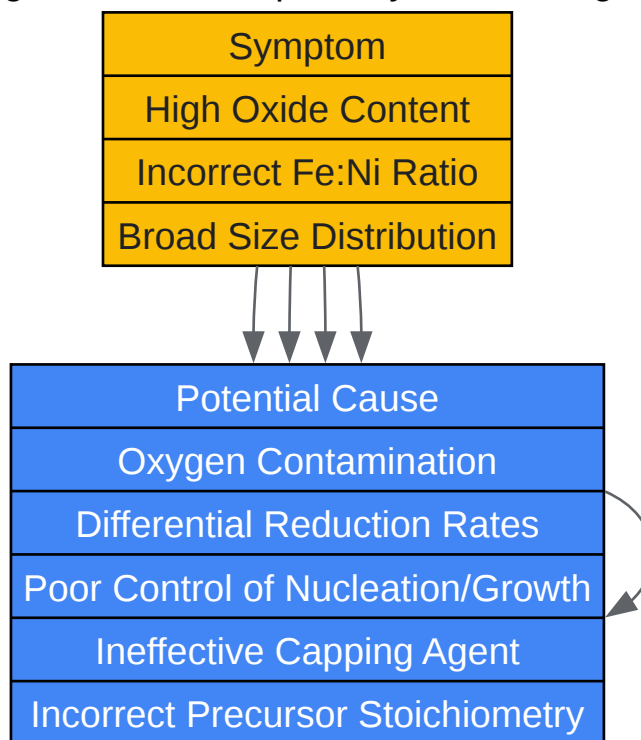 Symptom
High Oxide Content
Incorrect Fe:Ni Ratio
Broad Size Distribution
Potential Cause
Oxygen Contamination
Differential Reduction Rates
Poor Control of Nucleation/Growth
Ineffective Capping Agent
Incorrect Precursor Stoichiometry